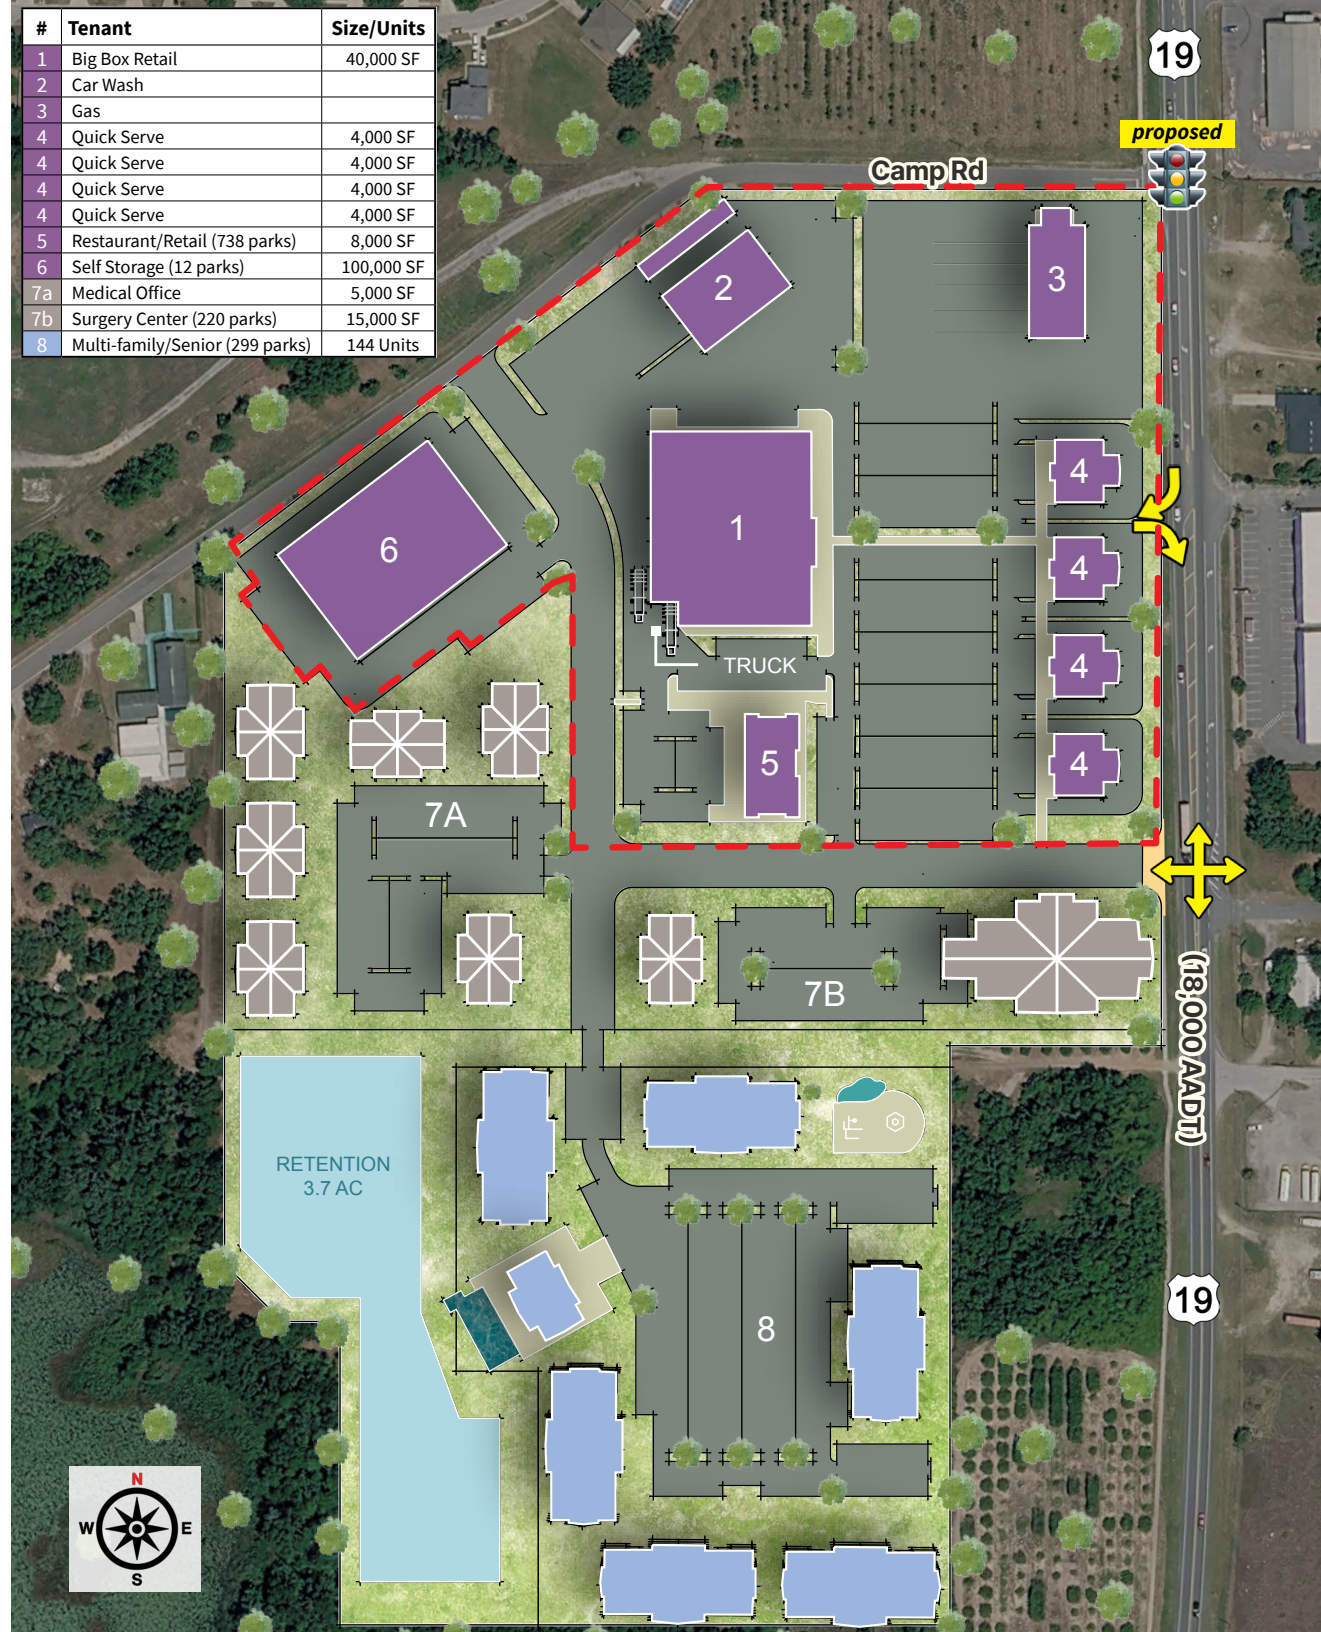 # Tenant Size/Units
1 Big Box Retail 40,000 SF
2 Car Wash
3 Gas
4 Quick Serve 4,000 SF
4 Quick Serve 4,000 SF
4 Quick Serve 4,000 SF
4 Quick Serve 4,000 SF
5 Restaurant/Retail (738 parks) 8,000 SF
6 Self Storage (12 parks) 100,000 SF
7a Medical Office 5,000 SF
7b Surgery Center (220 parks) 15,000 SF
8 Multi-family/Senior (299 parks) 144 Units
19
proposed
Camp Rd
2
3
4
1
6
4
4
TRUCK
5
4
7A
7B
(18,000 AADT)
RETENTION
3.7 AC
19
8
N
W E
S